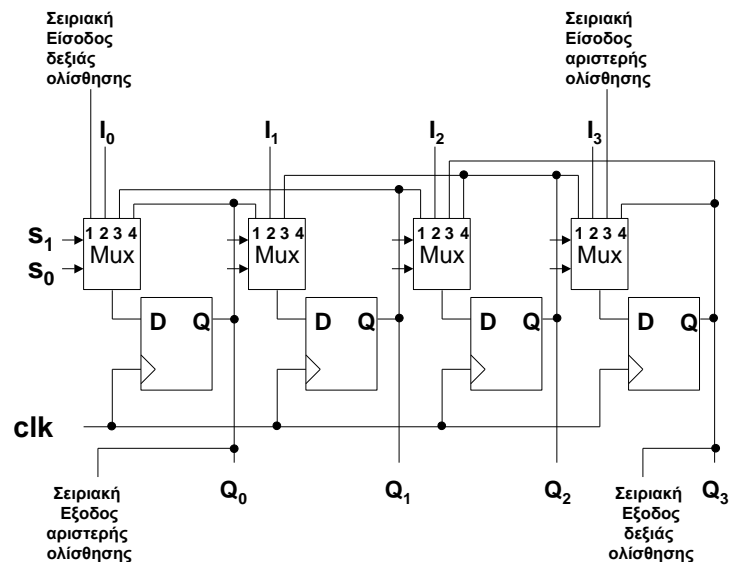 Σειριακή
Είσοδος
δεξιάς
ολίσθησης
Σειριακή
Είσοδος
αριστερής
ολίσθησης
I₀ I₁ I₂ I₃
1 2 3 4 1 2 3 4 1 2 3 4 1 2 3 4
Mux Mux Mux Mux
s₁
s₀
D Q D Q D Q D Q
clk
Σειριακή
Εξοδος
αριστερής
ολίσθησης
Q₀ Q₁ Q₂
Σειριακή
Εξοδος
δεξιάς
ολίσθησης
Q₃